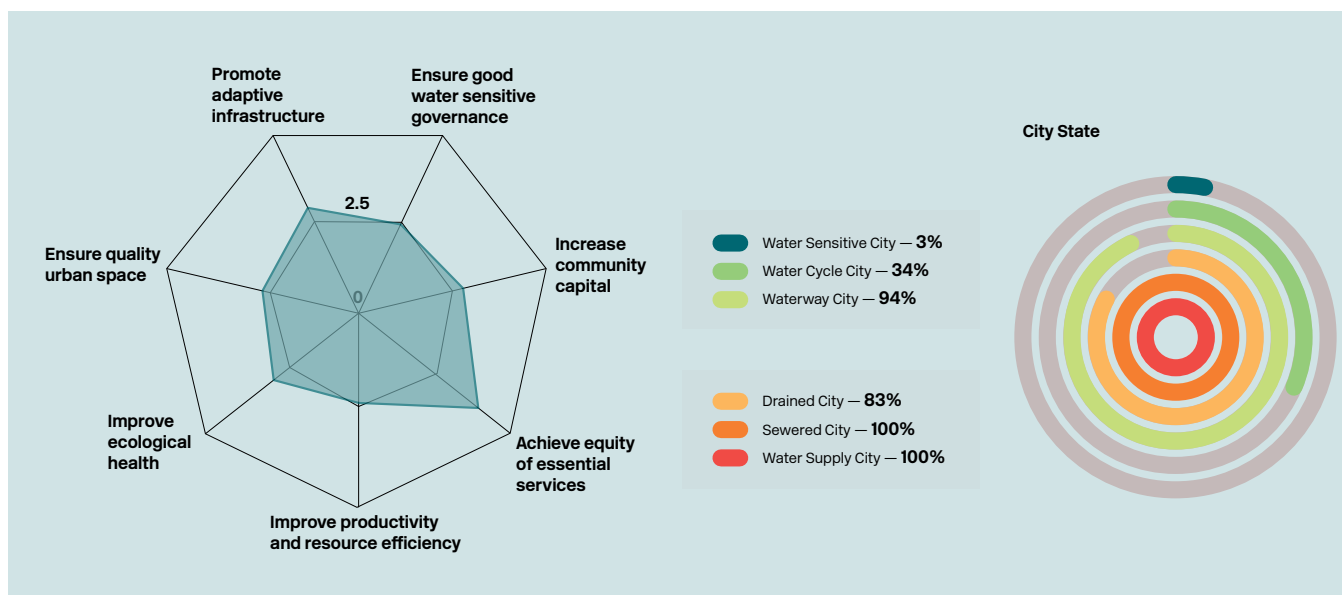 Promote
adaptive
infrastructure
Ensure good
water sensitive
governance
2.5
0
Ensure quality
urban space
Increase
community
capital
Improve
ecological
health
Achieve equity
of essential
services
Improve productivity
and resource efficiency
Water Sensitive City — 3%
Water Cycle City — 34%
Waterway City — 94%
Drained City — 83%
Sewered City — 100%
Water Supply City — 100%
City State